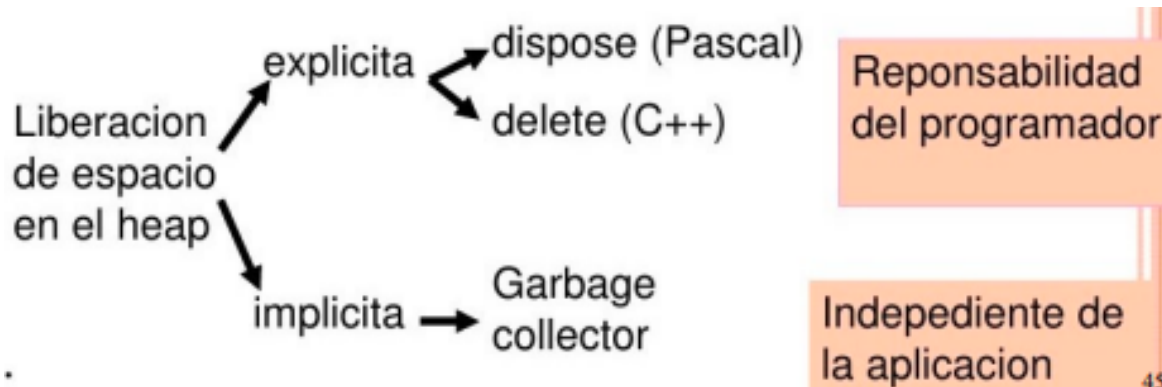 Liberacion
de espacio
en el heap
explicita
dispose (Pascal)
delete (C++)
Reponsabilidad
del programador
implicita
Garbage
collector
Indepediente de
la aplicacion
.